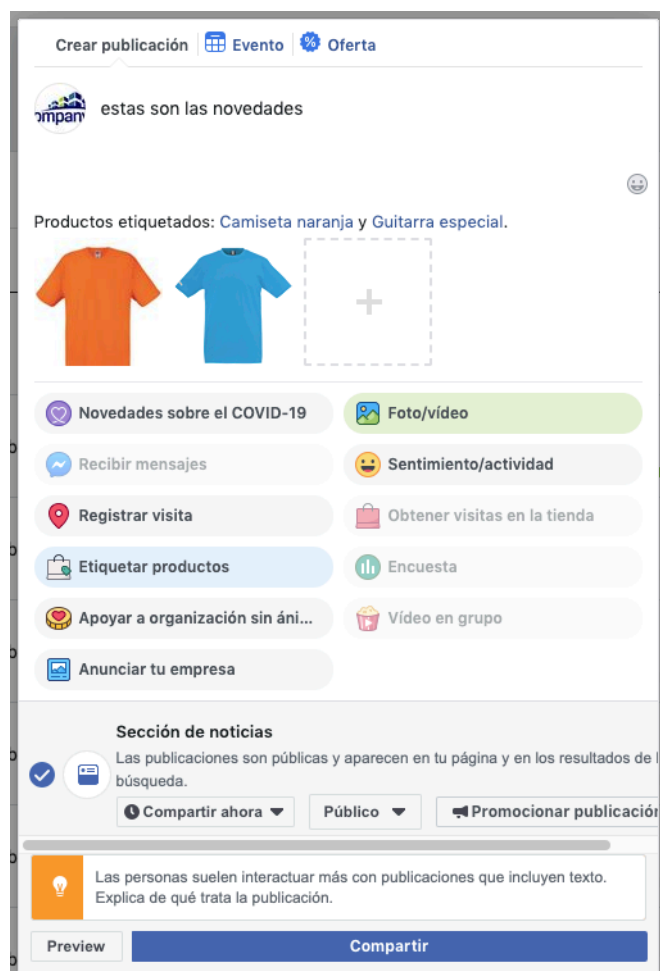 Crear publicación Evento Oferta
ompany estas son las novedades
Productos etiquetados: Camiseta naranja y Guitarra especial.
Novedades sobre el COVID-19 Foto/vídeo
Recibir mensajes Sentimiento/actividad
Registrar visita Obtener visitas en la tienda
Etiquetar productos Encuesta
Apoyar a organización sin áni... Vídeo en grupo
Anunciar tu empresa
Sección de noticias
Las publicaciones son públicas y aparecen en tu página y en los resultados de
búsqueda.
Compartir ahora Público Promocionar publicación
Las personas suelen interactuar más con publicaciones que incluyen texto.
Explica de qué trata la publicación.
Preview Compartir